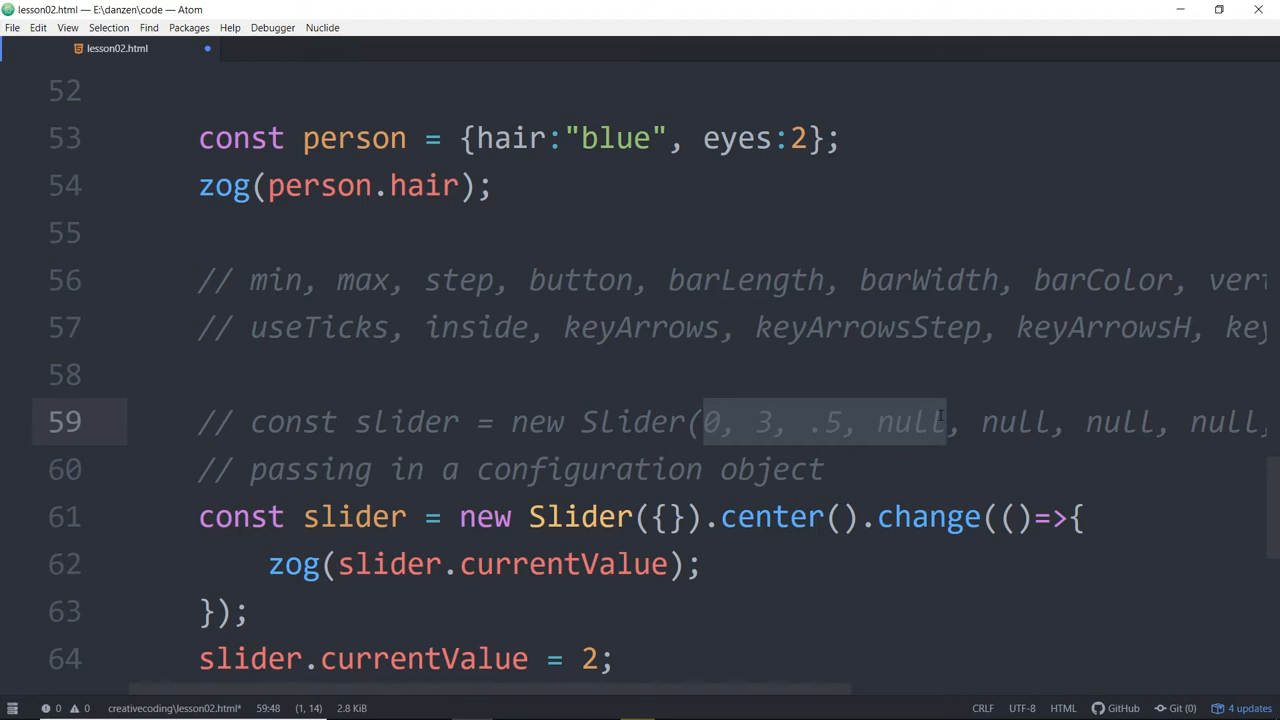 lesson02.html — E:\danzen\code — Atom
File Edit View Selection Find Packages Help Debugger Nuclide
lesson02.html
52
53 const person = {hair:"blue", eyes:2};
54 zog(person.hair);
55
56 // min, max, step, button, barLength, barWidth, barColor, vert
57 // useTicks, inside, keyArrows, keyArrowsStep, keyArrowsH, key
58
59 // const slider = new Slider(0, 3, .5, null, null, null, null,
60 // passing in a configuration object
61 const slider = new Slider({}).center().change(()=>{
62 zog(slider.currentValue);
63 });
64 slider.currentValue = 2;
0 0 creativecoding\lesson02.html* 59:48 (1, 14) 2.8 KiB CRLF UTF-8 HTML GitHub Git (0) 4 updates